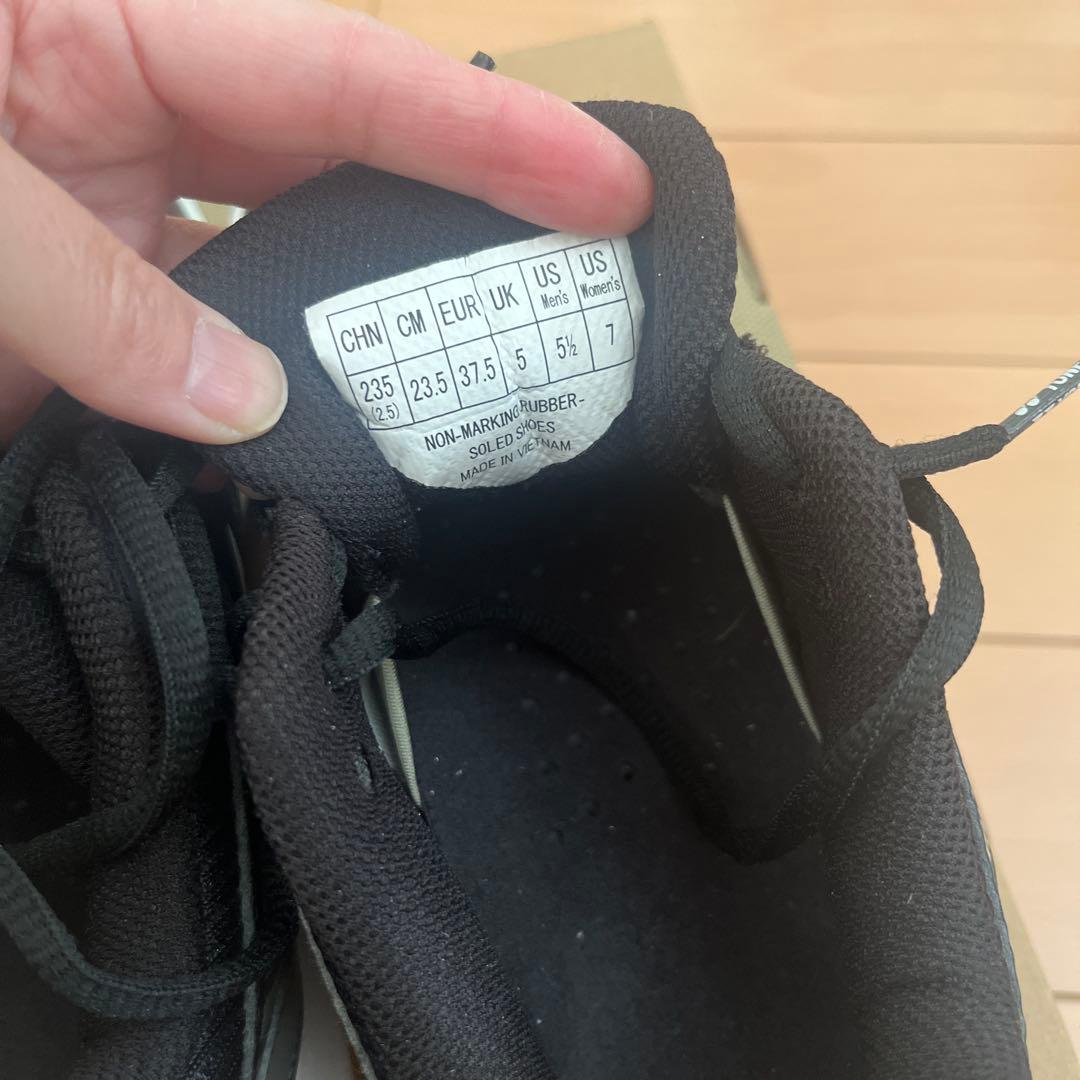 CHN CM EUR UK US Men's US Women's
235 (2.5) 23.5 37.5 5 5½ 7
NON-MARKING RUBBER-
SOLED SHOES
MADE IN VIETNAM